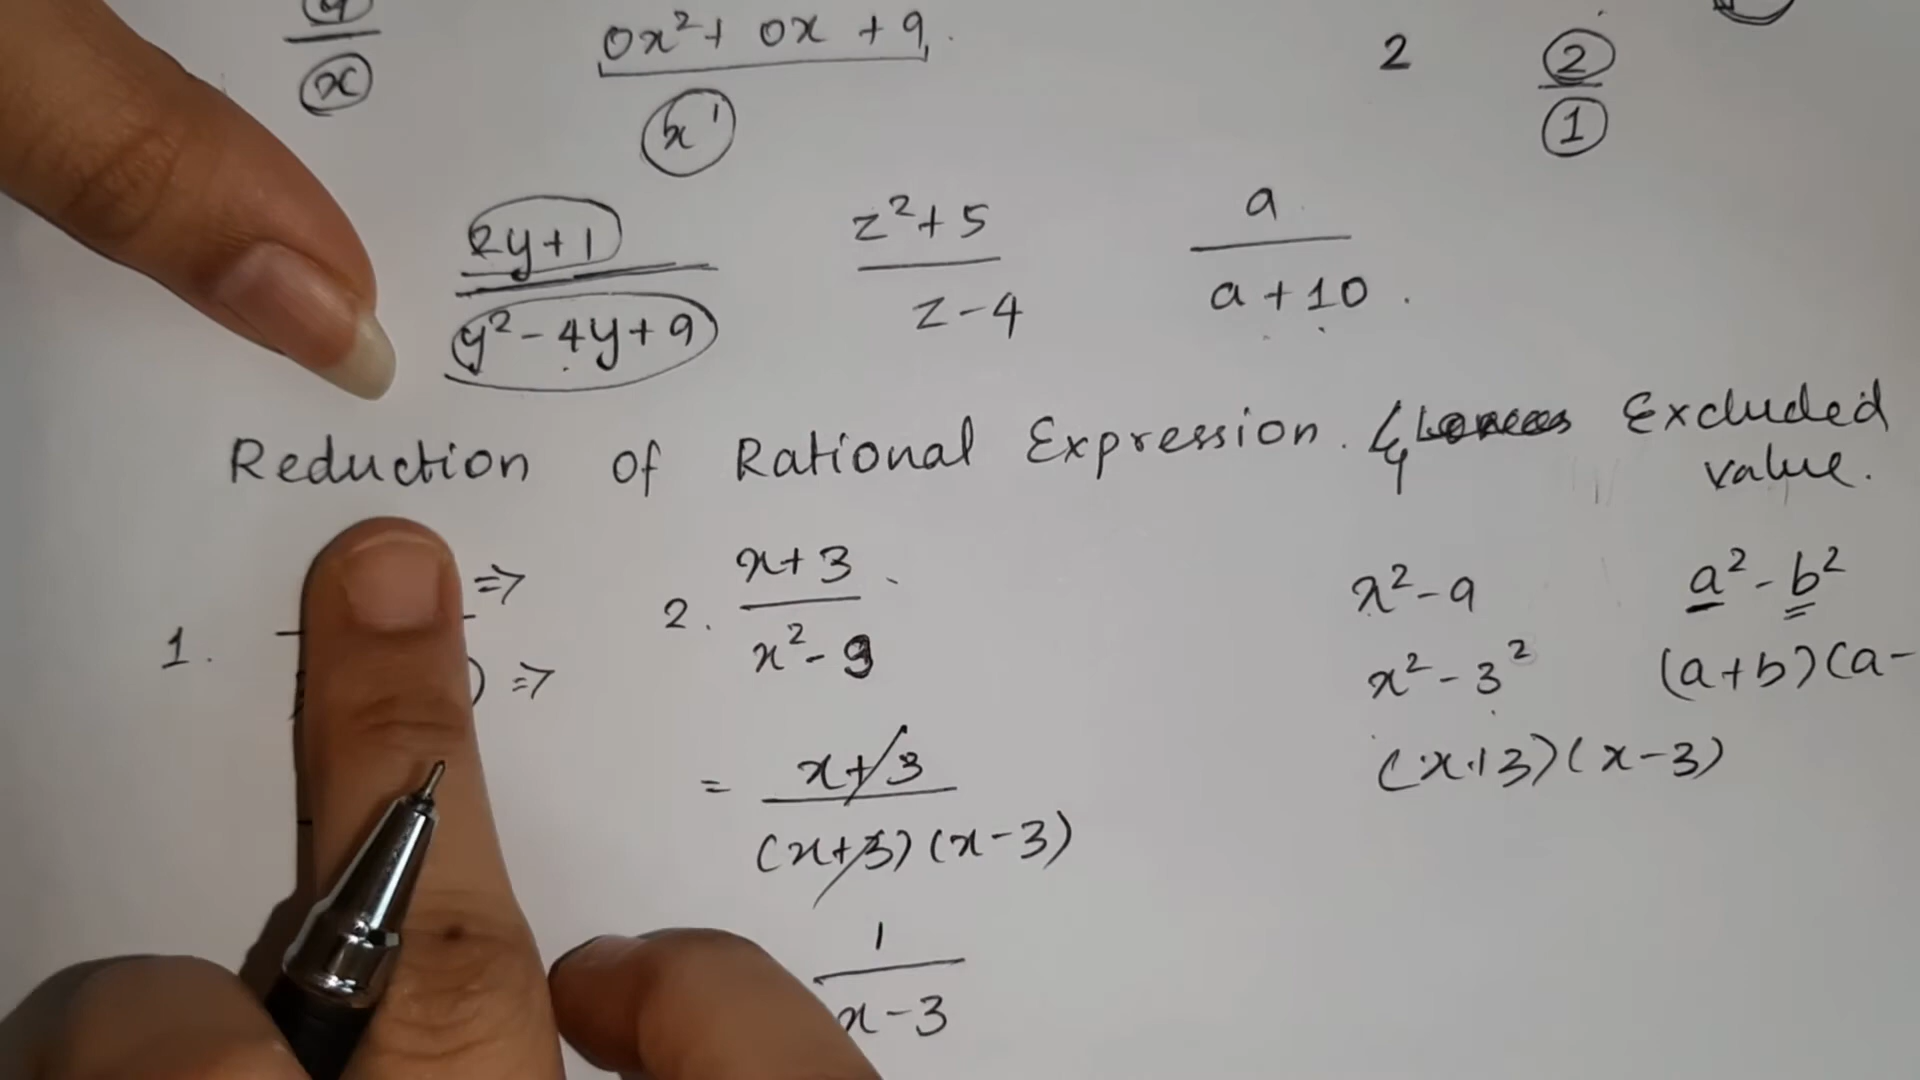 y/x
0x² + 0x + 9 / x¹
2 2/1
2y+1 / y²-4y+9
z²+5 / z-4
a / a+10.
Reduction of Rational Expression. & Excluded value.
1. ⇒
⇒
2. x+3 / x²-9
x²-9
x²-3²
(x+3)(x-3)
a²-b²
(a+b)(a-
= x+3 / (x+3)(x-3)
1 / x-3